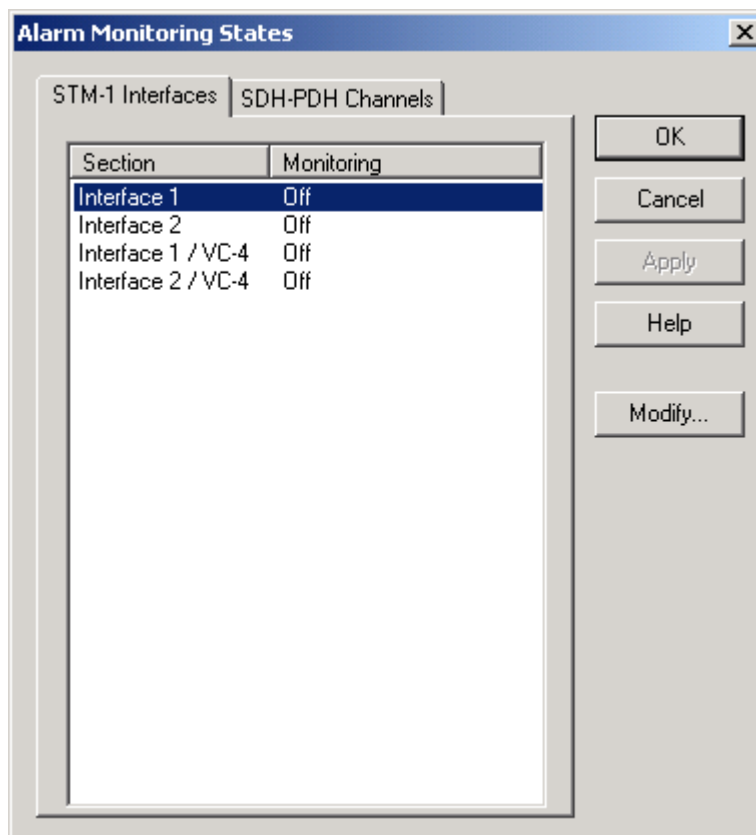 Alarm Monitoring States
STM-1 Interfaces SDH-PDH Channels
Section Monitoring
Interface 1 Off
Interface 2 Off
Interface 1 / VC-4 Off
Interface 2 / VC-4 Off
OK
Cancel
Apply
Help
Modify...